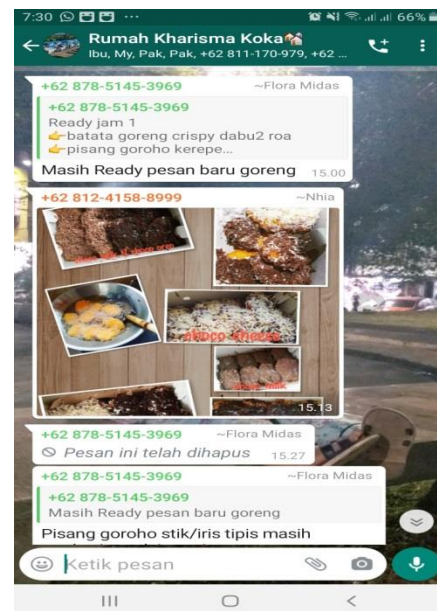 7:30
66%
Rumah Kharisma Koka
Ibu, My, Pak, Pak, +62 811-170-979, +62 ...
+62 878-5145-3969 ~Flora Midas
+62 878-5145-3969
Ready jam 1
👉batata goreng crispy dabu2 roa
👉pisang goroho kerepe...
Masih Ready pesan baru goreng 15.00
+62 812-4158-8999 ~Nhia
choco cheese
15.13
+62 878-5145-3969 ~Flora Midas
Pesan ini telah dihapus 15.27
+62 878-5145-3969 ~Flora Midas
+62 878-5145-3969
Masih Ready pesan baru goreng
Pisang goroho stik/iris tipis masih
Ketik pesan